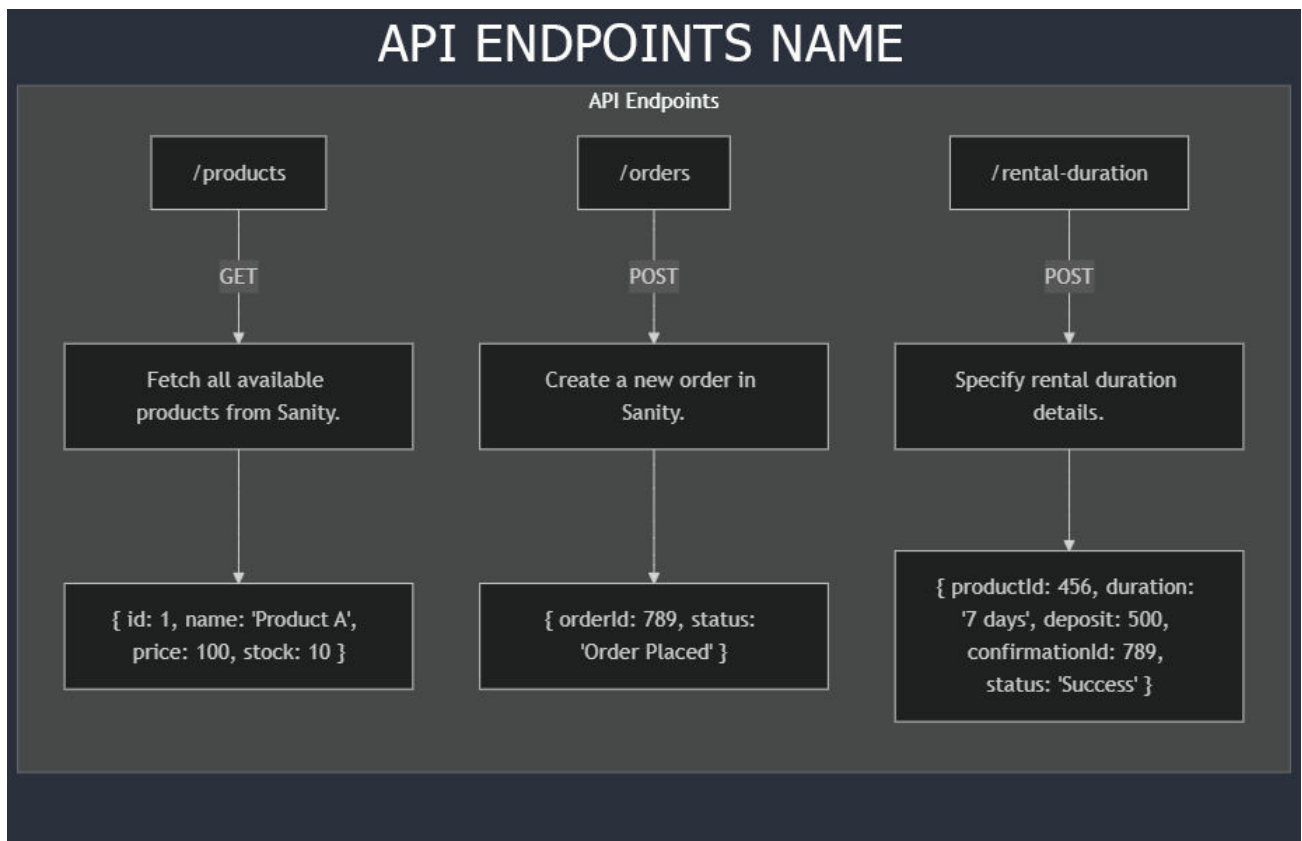 API ENDPOINTS NAME
API Endpoints
/products
GET
Fetch all available
products from Sanity.
{ id: 1, name: 'Product A',
price: 100, stock: 10 }
/orders
POST
Create a new order in
Sanity.
{ orderId: 789, status:
'Order Placed' }
/rental-duration
POST
Specify rental duration
details.
{ productId: 456, duration:
'7 days', deposit: 500,
confirmationId: 789,
status: 'Success' }